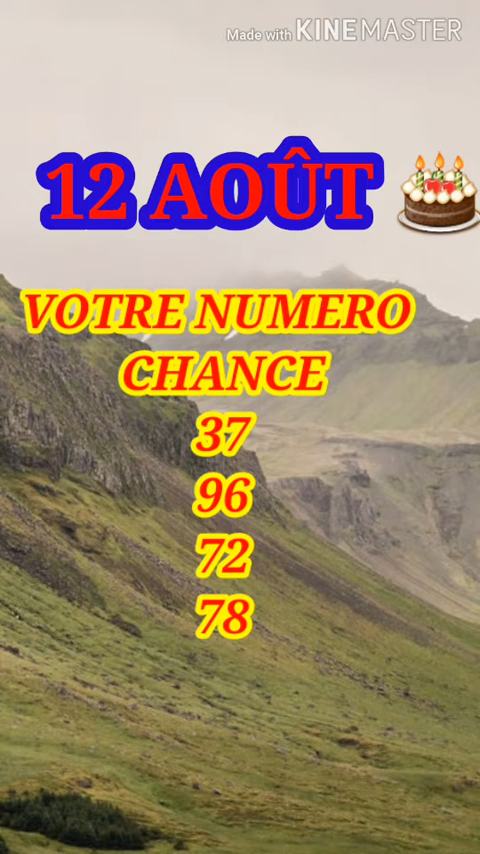 Made with KINEMASTER
12 AOÛT
VOTRE NUMERO
CHANCE
37
96
72
78